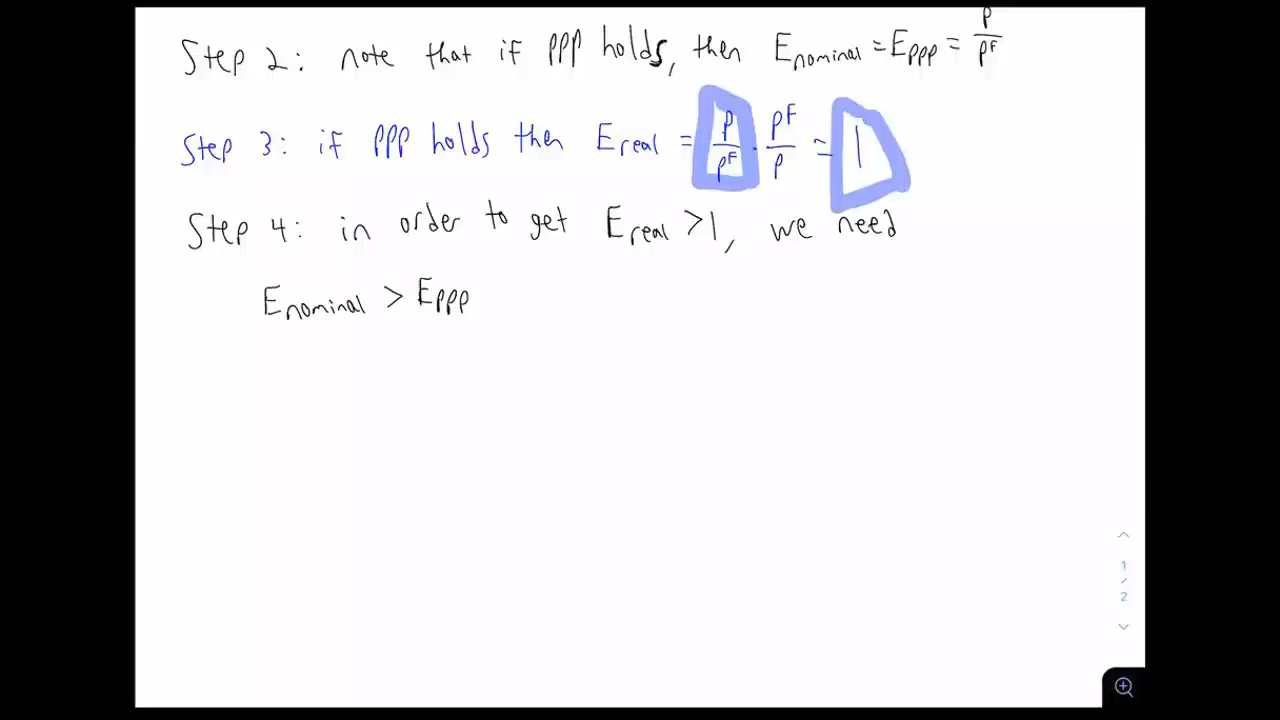 Step 2: note that if PPP holds, then E_nominal = E_PPP = P/P^F
Step 3: if PPP holds then E_real = P/P^F · P^F/P = 1
Step 4: in order to get E_real > 1, we need
E_nominal > E_PPP
1
/
2